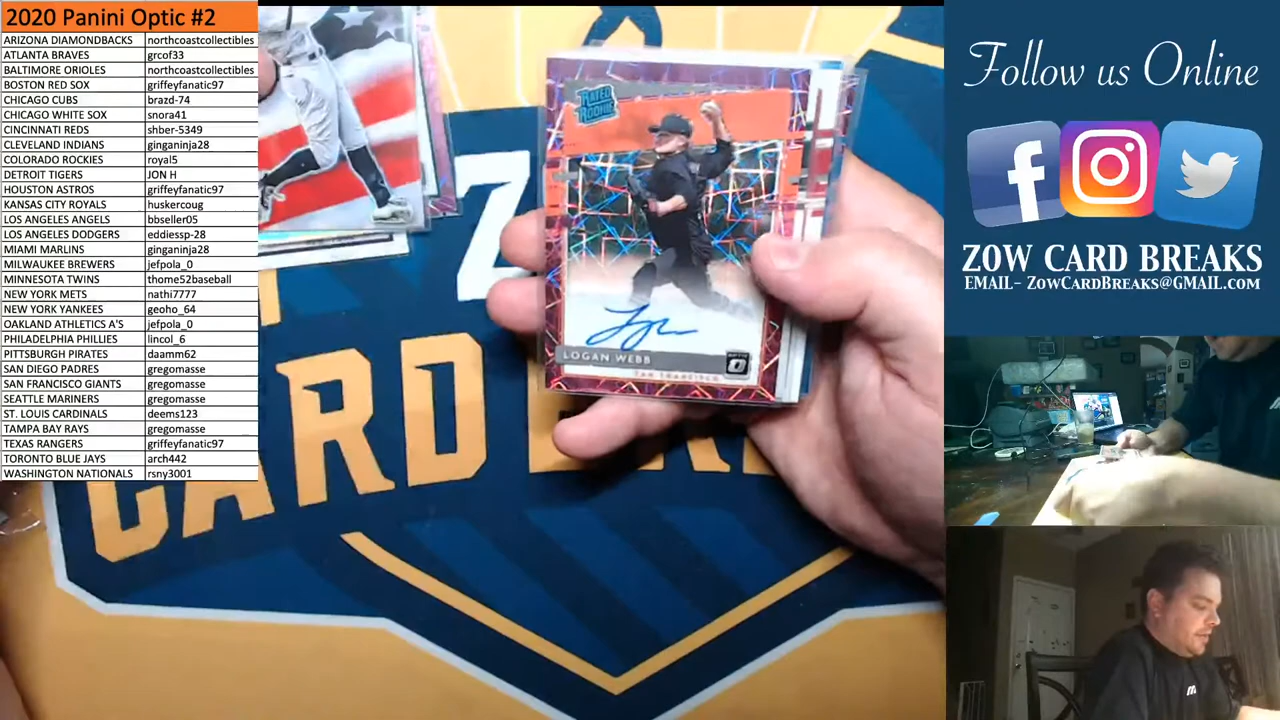 2020 Panini Optic #2
ARIZONA DIAMONDBACKS northcoastcollectibles
ATLANTA BRAVES grcof33
BALTIMORE ORIOLES northcoastcollectibles
BOSTON RED SOX griffeyfanatic97
CHICAGO CUBS brazd-74
CHICAGO WHITE SOX snora41
CINCINNATI REDS shber-5349
CLEVELAND INDIANS ginganinja28
COLORADO ROCKIES royal5
DETROIT TIGERS JON H
HOUSTON ASTROS griffeyfanatic97
KANSAS CITY ROYALS huskercoug
LOS ANGELES ANGELS bbseller05
LOS ANGELES DODGERS eddiessp-28
MIAMI MARLINS ginganinja28
MILWAUKEE BREWERS jefpola_0
MINNESOTA TWINS thome52baseball
NEW YORK METS nathi7777
NEW YORK YANKEES geoho_64
OAKLAND ATHLETICS A'S jefpola_0
PHILADELPHIA PHILLIES lincol_6
PITTSBURGH PIRATES daamm62
SAN DIEGO PADRES gregomasse
SAN FRANCISCO GIANTS gregomasse
SEATTLE MARINERS gregomasse
ST. LOUIS CARDINALS deems123
TAMPA BAY RAYS gregomasse
TEXAS RANGERS griffeyfanatic97
TORONTO BLUE JAYS arch442
WASHINGTON NATIONALS rsny3001
RATED
ROOKIE
LOGAN WEBB
SAN FRANCISCO
Z
CARD
Follow us Online
ZOW CARD BREAKS
EMAIL- ZOWCARDBREAKS@GMAIL.COM